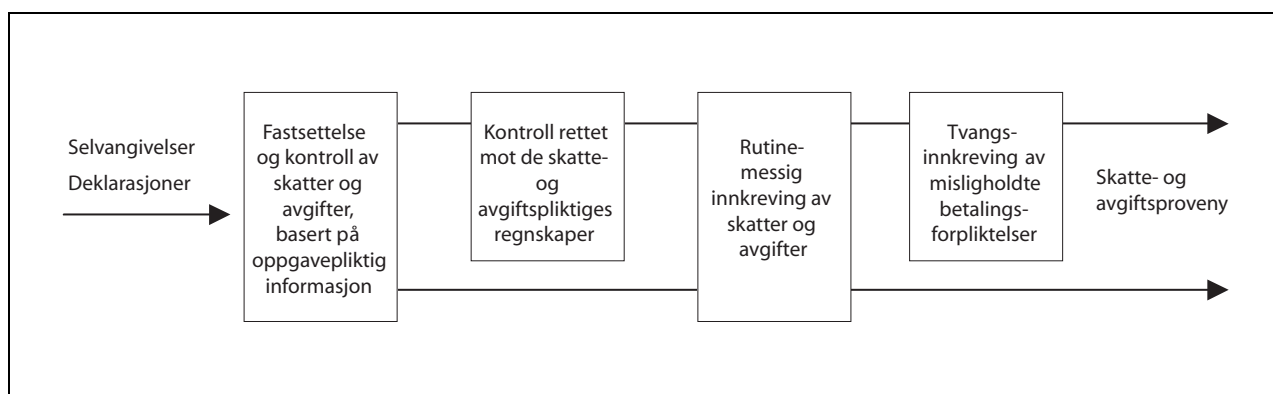 Selvangivelser
Deklarasjoner
Fastsettelse
og kontroll av
skatter og
avgifter,
basert på
oppgavepliktig
informasjon
Kontroll rettet
mot de skatte-
og
avgiftspliktiges
regnskaper
Rutine-
messig
innkreving av
skatter og
avgifter
Tvangs-
innkreving av
misligholdte
betalings-
forpliktelser
Skatte- og
avgiftsproveny